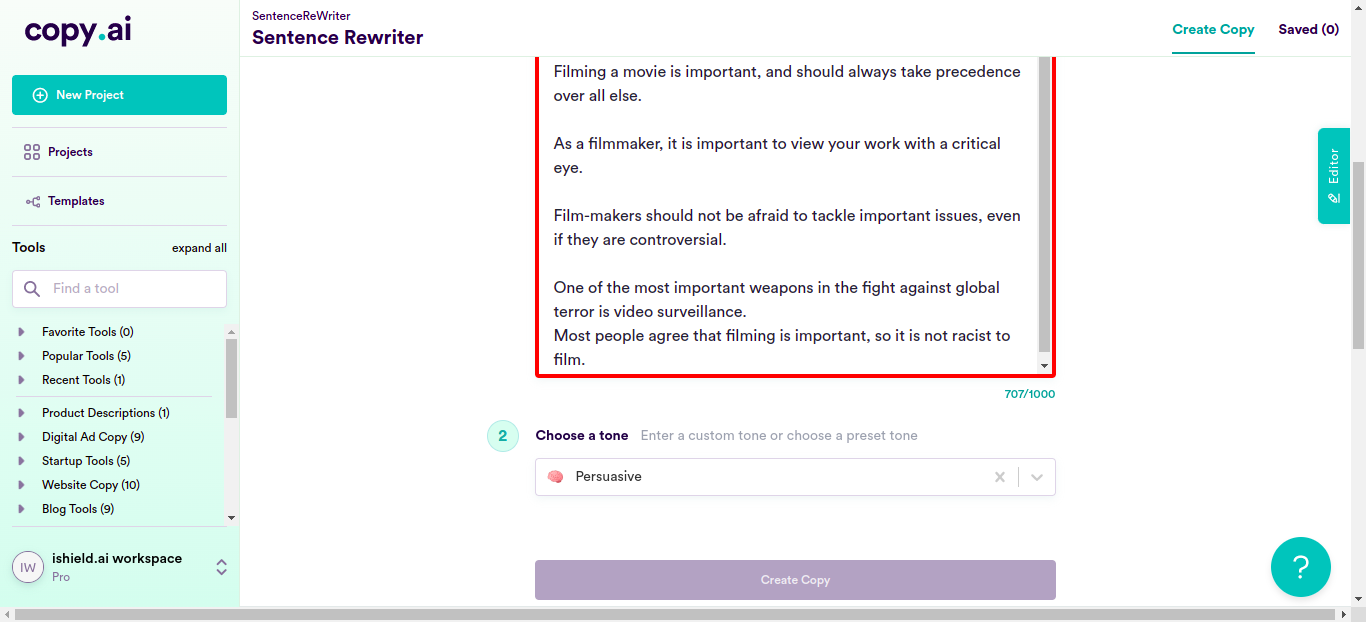 copy.ai
New Project
Projects
Templates
Tools
expand all
Find a tool
Favorite Tools (0)
Popular Tools (5)
Recent Tools (1)
Product Descriptions (1)
Digital Ad Copy (9)
Startup Tools (5)
Website Copy (10)
Blog Tools (9)
IW
ishield.ai workspace
Pro
SentenceReWriter
Sentence Rewriter
Create Copy
Saved (0)
Filming a movie is important, and should always take precedence
over all else.
As a filmmaker, it is important to view your work with a critical
eye.
Film-makers should not be afraid to tackle important issues, even
if they are controversial.
One of the most important weapons in the fight against global
terror is video surveillance.
Most people agree that filming is important, so it is not racist to
film.
707/1000
2
Choose a tone
Enter a custom tone or choose a preset tone
Persuasive
Create Copy
Editor
?